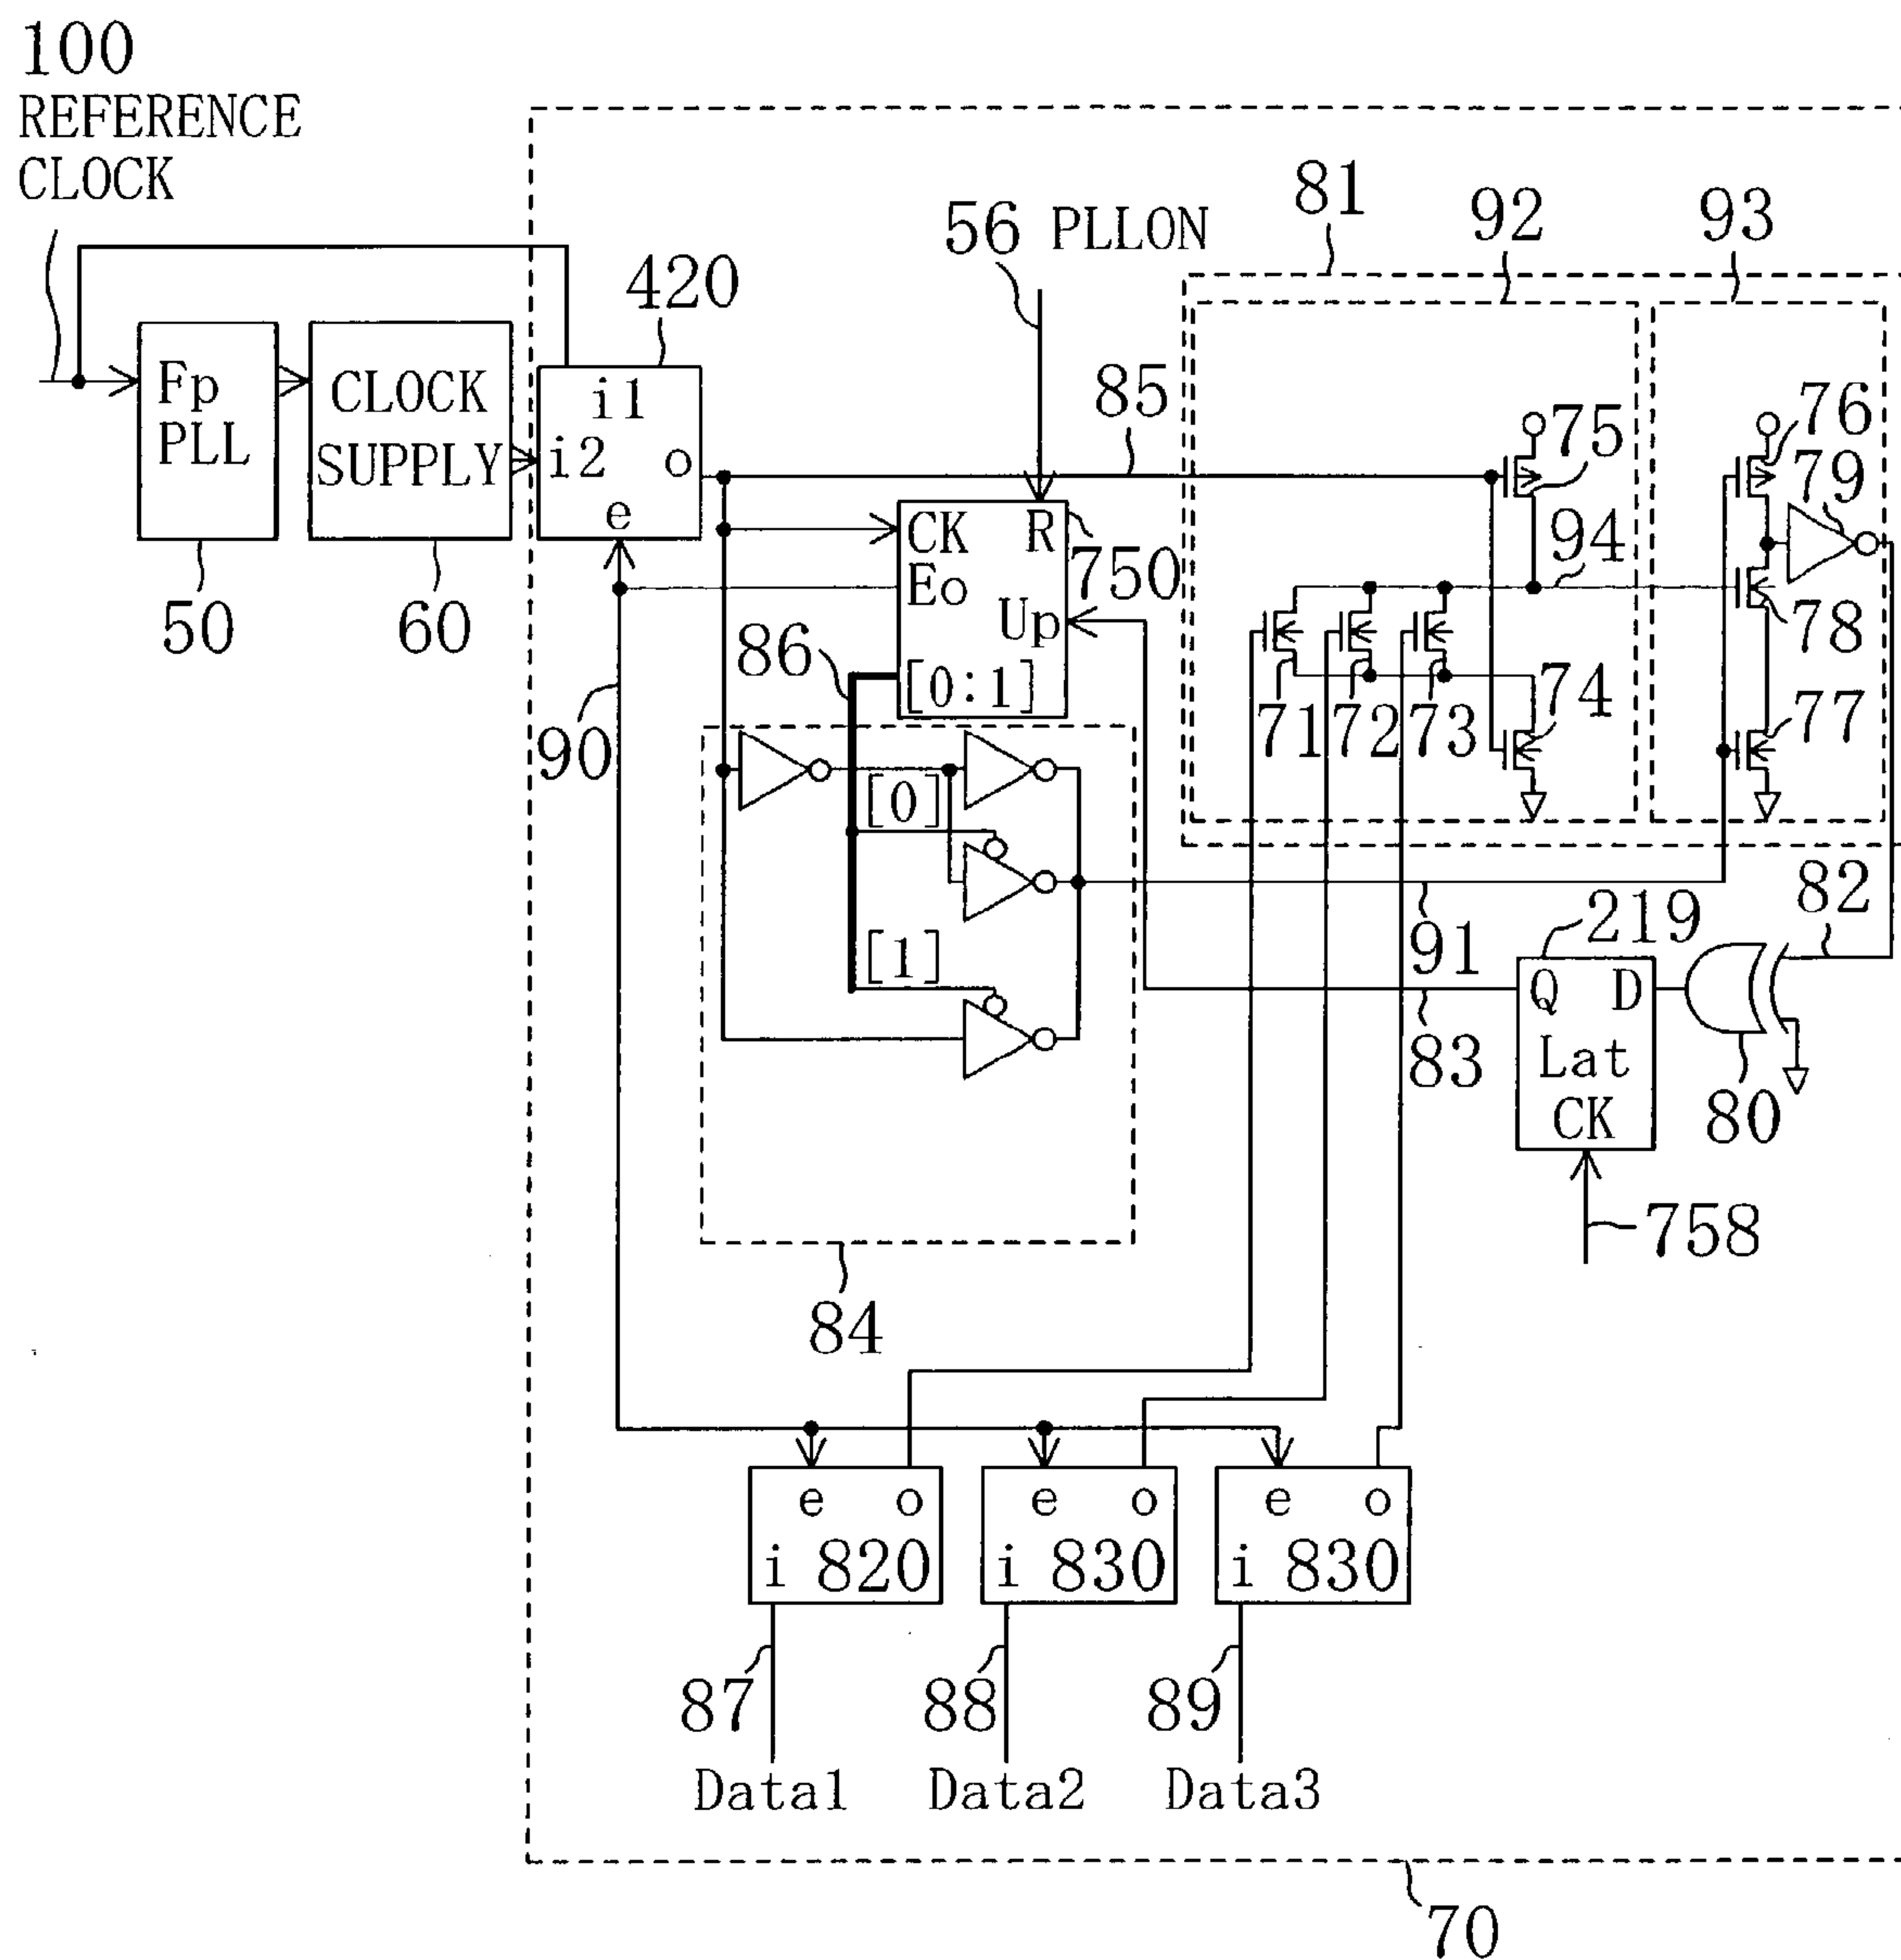 100
REFERENCE
CLOCK
81
92
93
56 PLLON
420
85
Fp
PLL
CLOCK
SUPPLY
i1
i2
o
e
75
76
79
94
CK
R
750
Eo
Up
[0:1]
50
60
86
78
71
72
73
74
77
90
[0]
[1]
91
82
219
Q
D
Lat
CK
83
80
758
84
e
o
i 820
e
o
i 830
e
o
i 830
87
88
89
Data1
Data2
Data3
70